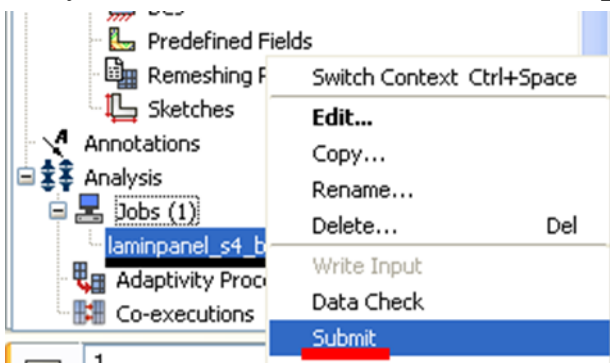 BCs
Predefined Fields
Remeshing
Sketches
Annotations
Analysis
Jobs (1)
laminpanel_s4_b
Adaptivity Proc
Co-executions
1
Switch Context Ctrl+Space
Edit...
Copy...
Rename...
Delete... Del
Write Input
Data Check
Submit